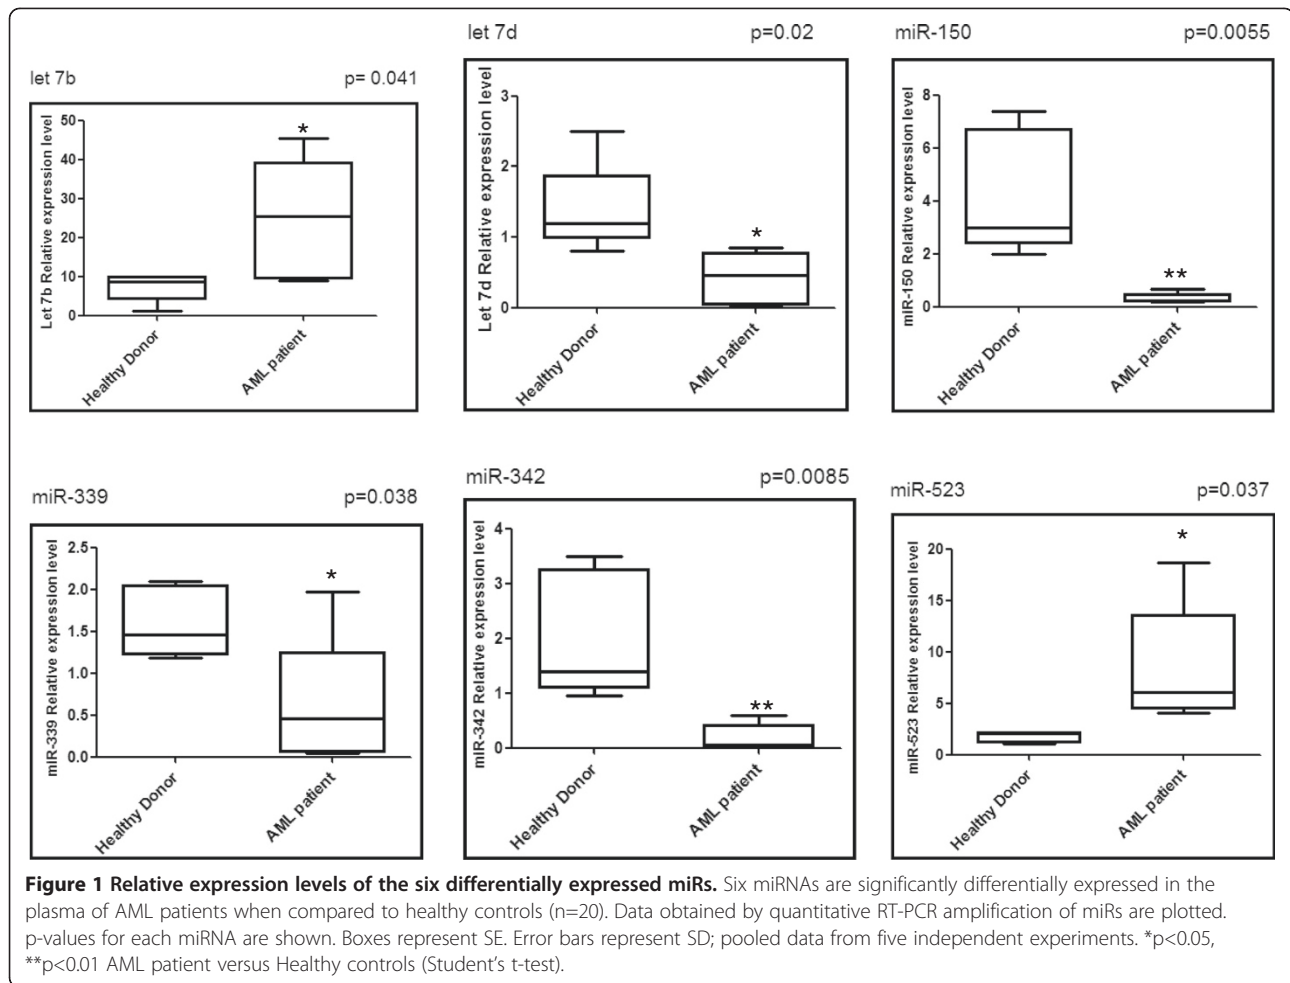 let 7b p= 0.041
Let 7b Relative expression level
50
40
30
20
10
0
*
Healthy Donor
AML patient
let 7d p=0.02
Let 7d Relative expression level
3
2
1
0
*
Healthy Donor
AML patient
miR-150 p=0.0055
miR-150 Relative expression level
8
6
4
2
0
**
Healthy Donor
AML patient
miR-339 p=0.038
miR-339 Relative expression level
2.5
2.0
1.5
1.0
0.5
0.0
*
Healthy Donor
AML patient
miR-342 p=0.0085
miR-342 Relative expression level
4
3
2
1
0
**
Healthy Donor
AML patient
miR-523 p=0.037
miR-523 Relative expression level
20
15
10
5
0
*
Healthy Donor
AML patient
Figure 1 Relative expression levels of the six differentially expressed miRs. Six miRNAs are significantly differentially expressed in the
plasma of AML patients when compared to healthy controls (n=20). Data obtained by quantitative RT-PCR amplification of miRs are plotted.
p-values for each miRNA are shown. Boxes represent SE. Error bars represent SD; pooled data from five independent experiments. *p<0.05,
**p<0.01 AML patient versus Healthy controls (Student's t-test).